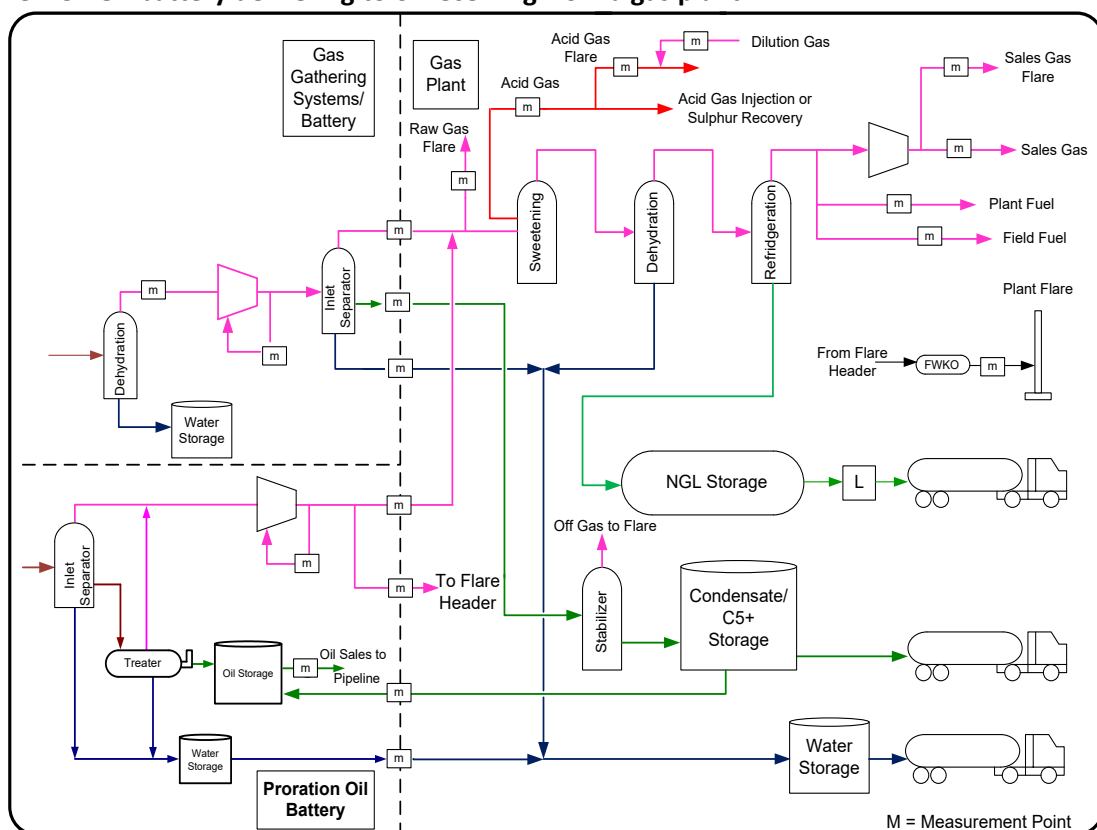 Gas
Gathering
Systems/
Battery
Gas
Plant
Acid Gas
Flare
m
m
Dilution Gas
Acid Gas
m
Acid Gas Injection or
Sulphur Recovery
Raw Gas
Flare
m
m
Sales Gas
Flare
m
Sales Gas
m
Plant Fuel
m
Field Fuel
Sweetening
Dehydration
Refridgeration
m
Inlet
Separator
m
m
m
m
Dehydration
Water
Storage
Plant Flare
From Flare
Header
FWKO
m
NGL Storage
L
Off Gas to Flare
Stabilizer
Condensate/
C5+
Storage
m
m
m
To Flare
Header
Inlet
Separator
Treater
Oil Storage
m
Oil Sales to
Pipeline
m
Water
Storage
m
Water
Storage
Proration Oil
Battery
M = Measurement Point